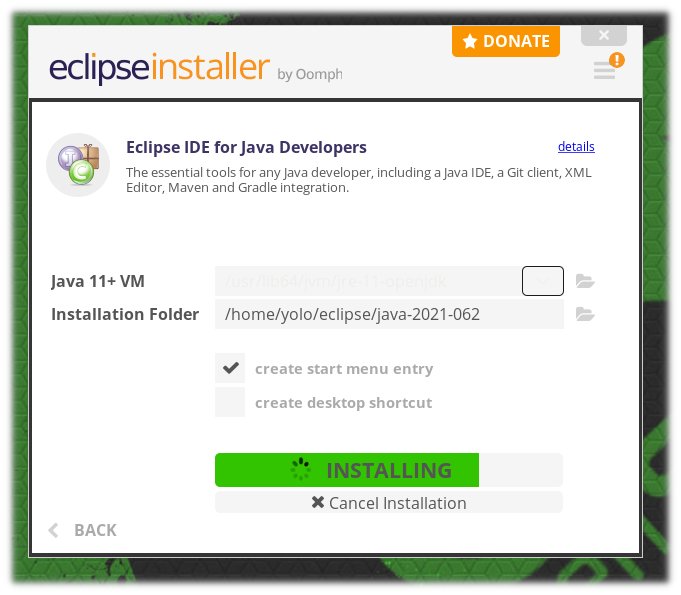 DONATE
eclipseinstaller by Oomph
Eclipse IDE for Java Developers
details
The essential tools for any Java developer, including a Java IDE, a Git client, XML
Editor, Maven and Gradle integration.
Java 11+ VM
/usr/lib64/jvm/jre-11-openjdk
Installation Folder
/home/yolo/eclipse/java-2021-062
create start menu entry
create desktop shortcut
INSTALLING
Cancel Installation
BACK